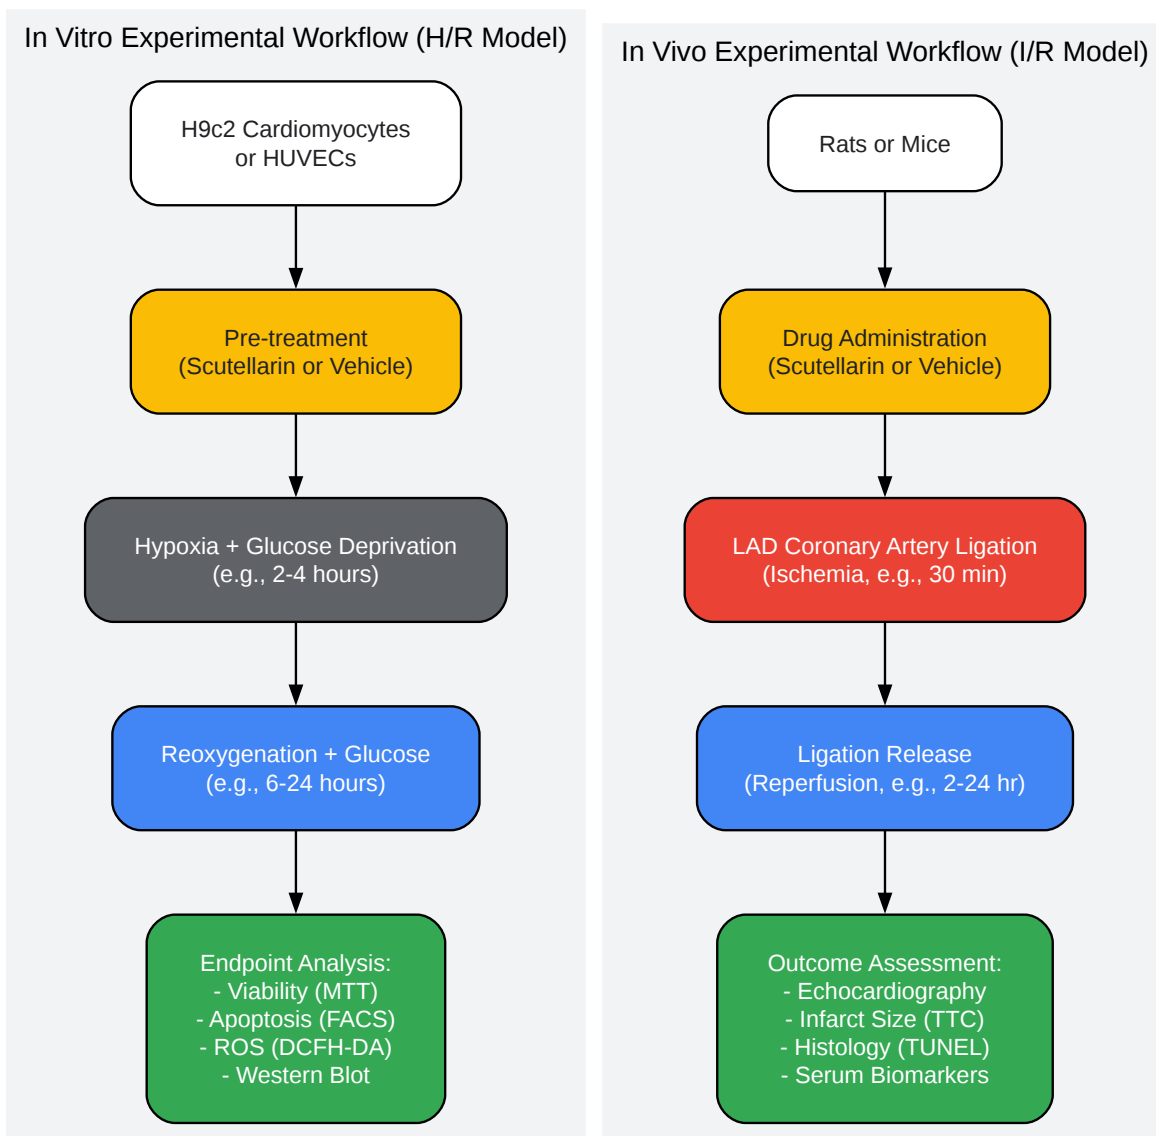 In Vitro Experimental Workflow (H/R Model)
H9c2 Cardiomyocytes
or HUVECs
Pre-treatment
(Scutellarin or Vehicle)
Hypoxia + Glucose Deprivation
(e.g., 2-4 hours)
Reoxygenation + Glucose
(e.g., 6-24 hours)
Endpoint Analysis:
- Viability (MTT)
- Apoptosis (FACS)
- ROS (DCFH-DA)
- Western Blot
In Vivo Experimental Workflow (I/R Model)
Rats or Mice
Drug Administration
(Scutellarin or Vehicle)
LAD Coronary Artery Ligation
(Ischemia, e.g., 30 min)
Ligation Release
(Reperfusion, e.g., 2-24 hr)
Outcome Assessment:
- Echocardiography
- Infarct Size (TTC)
- Histology (TUNEL)
- Serum Biomarkers